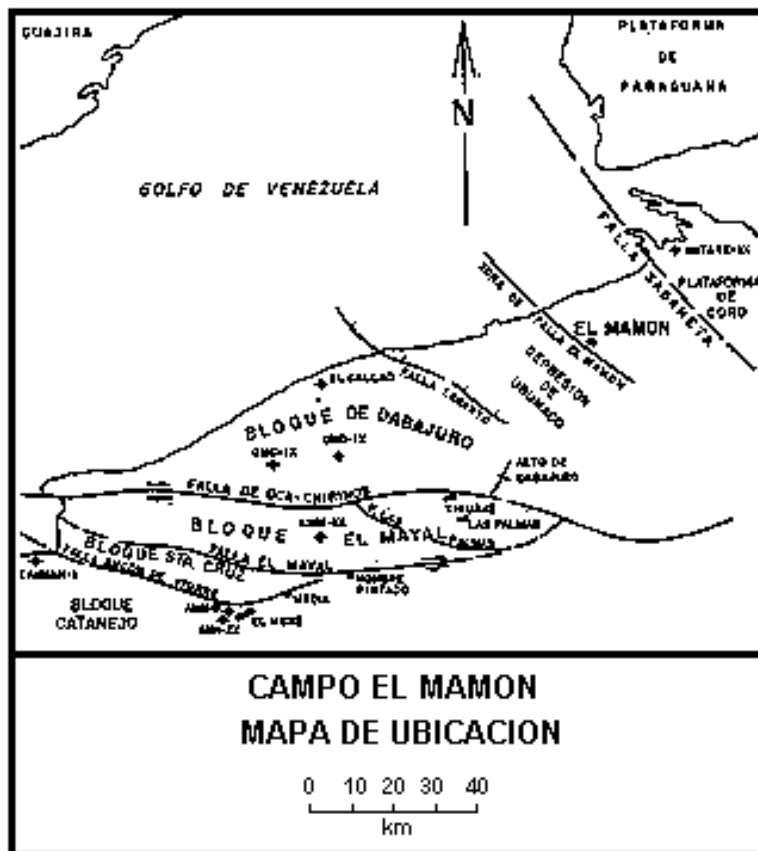 GUAJIRA
PLATAFORMA
DE
PARAGUANA
N
GOLFO DE VENEZUELA
FALLA SABANETA
PLATAFORMA
DE
CORO
ZONA DE FALLA EL MAMON
EL MAMON
DEPRESION
DE
URUMACO
FALLA
BLOQUE DE DABAJURO
ALTO DE
DABAJURO
FALLA DE OCA-CHIRINOS
LAS PALMAS
BLOQUE EL MAYAL
FALLA EL MAYAL
BLOQUE STA CRUZ
HOMBRE
PINTADO
MEDIA
EL MENE
BLOQUE
CATANEJO
CAMPO EL MAMON
MAPA DE UBICACION
0 10 20 30 40
km